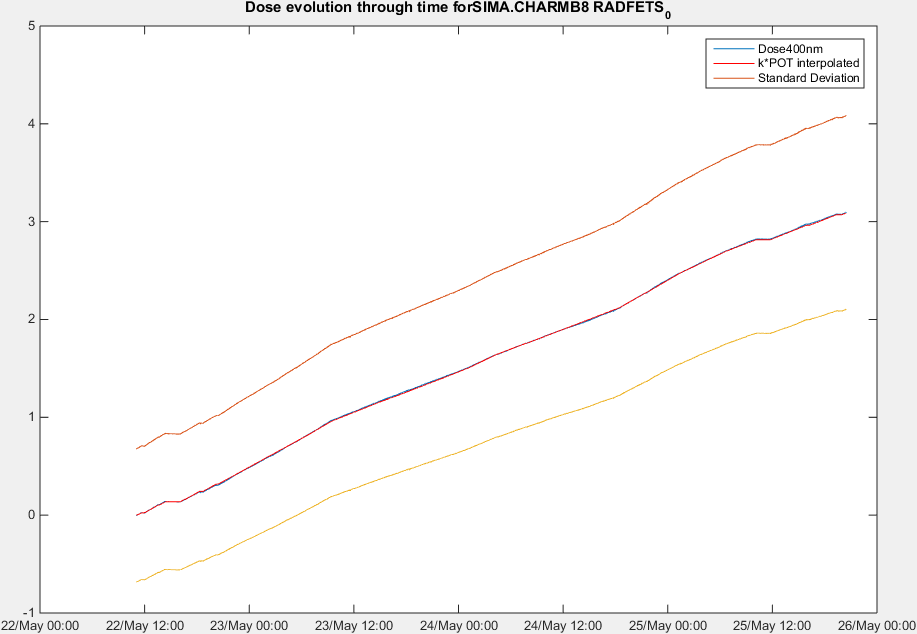 Dose evolution through time forSIMA.CHARMB8 RADFETS_0
Dose400nm
k*POT interpolated
Standard Deviation
5
4
3
2
1
0
-1
22/May 00:00 22/May 12:00 23/May 00:00 23/May 12:00 24/May 00:00 24/May 12:00 25/May 00:00 25/May 12:00 26/May 00:00